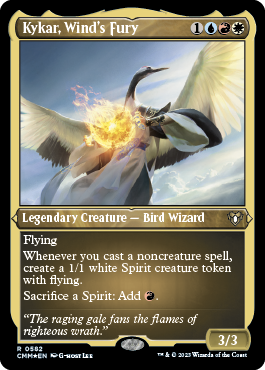 Kykar, Wind's Fury 1
Legendary Creature — Bird Wizard
Flying
Whenever you cast a noncreature spell,
create a 1/1 white Spirit creature token
with flying.
Sacrifice a Spirit: Add
"The raging gale fans the flames of
righteous wrath."
3/3
R 0562
CMM★EN G-host Lee
™ & © 2023 Wizards of the Coast